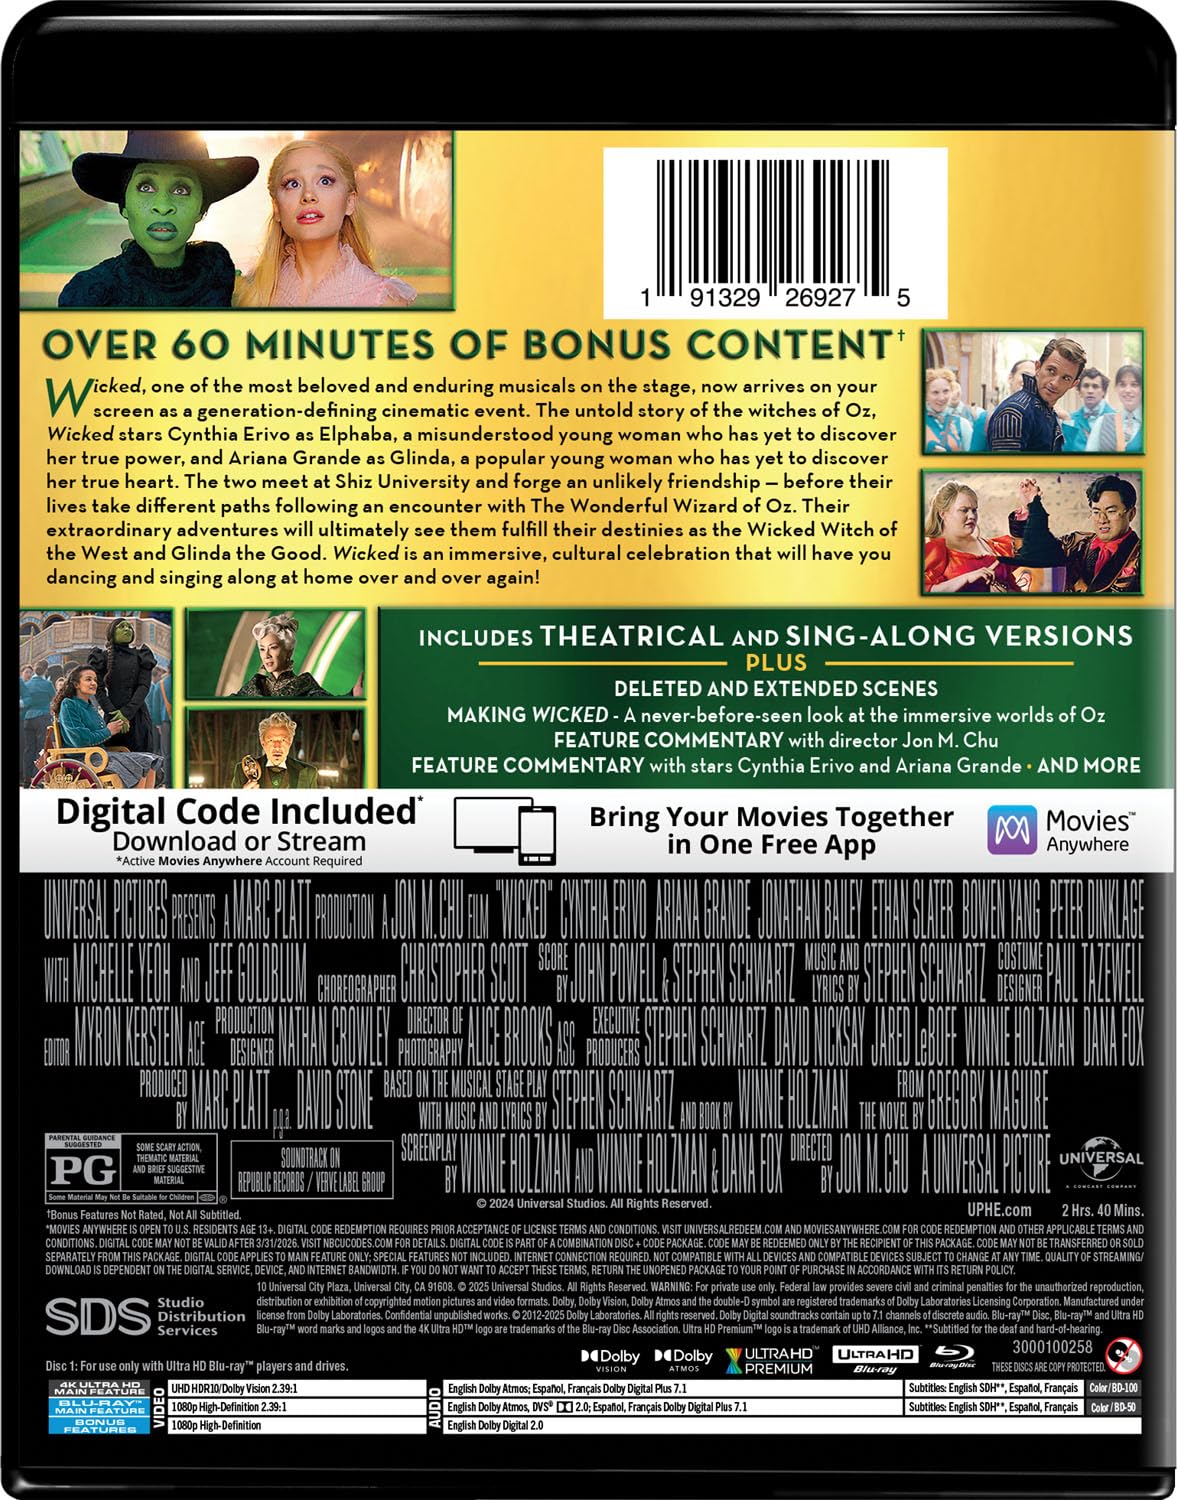 1 91329 26927 5
OVER 60 MINUTES OF BONUS CONTENT†
Wicked, one of the most beloved and enduring musicals on the stage, now arrives on your
screen as a generation-defining cinematic event. The untold story of the witches of Oz,
Wicked stars Cynthia Erivo as Elphaba, a misunderstood young woman who has yet to discover
her true power, and Ariana Grande as Glinda, a popular young woman who has yet to discover
her true heart. The two meet at Shiz University and forge an unlikely friendship – before their
lives take different paths following an encounter with The Wonderful Wizard of Oz. Their
extraordinary adventures will ultimately see them fulfill their destinies as the Wicked Witch of
the West and Glinda the Good. Wicked is an immersive, cultural celebration that will have you
dancing and singing along at home over and over again!
INCLUDES THEATRICAL AND SING-ALONG VERSIONS
PLUS
DELETED AND EXTENDED SCENES
MAKING WICKED - A never-before-seen look at the immersive worlds of Oz
FEATURE COMMENTARY with director Jon M. Chu
FEATURE COMMENTARY with stars Cynthia Erivo and Ariana Grande • AND MORE
Digital Code Included*
Download or Stream
*Active Movies Anywhere Account Required
Bring Your Movies Together
in One Free App
Movies™
Anywhere
UNIVERSAL PICTURES PRESENTS A MARC PLATT PRODUCTION A JON M. CHU FILM "WICKED" CYNTHIA ERIVO ARIANA GRANDE JONATHAN BAILEY ETHAN SLATER BOWEN YANG PETER DINKLAGE
WITH MICHELLE YEOH AND JEFF GOLDBLUM CHOREOGRAPHER CHRISTOPHER SCOTT SCORE BY JOHN POWELL & STEPHEN SCHWARTZ MUSIC AND LYRICS BY STEPHEN SCHWARTZ COSTUME DESIGNER PAUL TAZEWELL
EDITOR MYRON KERSTEIN ACE PRODUCTION DESIGNER NATHAN CROWLEY DIRECTOR OF PHOTOGRAPHY ALICE BROOKS ASC EXECUTIVE PRODUCERS STEPHEN SCHWARTZ DAVID NICKSAY JARED LeBOFF WINNIE HOLZMAN DANA FOX
PRODUCED BY MARC PLATT p.g.a. DAVID STONE BASED ON THE MUSICAL STAGE PLAY WITH MUSIC AND LYRICS BY STEPHEN SCHWARTZ AND BOOK BY WINNIE HOLZMAN FROM THE NOVEL BY GREGORY MAGUIRE
SCREENPLAY BY WINNIE HOLZMAN AND WINNIE HOLZMAN & DANA FOX DIRECTED BY JON M. CHU A UNIVERSAL PICTURE
PARENTAL GUIDANCE SUGGESTED
PG
SOME SCARY ACTION,
THEMATIC MATERIAL
AND BRIEF SUGGESTIVE
MATERIAL
Some Material May Not Be Suitable for Children
®
SOUNDTRACK ON
REPUBLIC RECORDS / VERVE LABEL GROUP
UNIVERSAL
A COMCAST COMPANY
© 2024 Universal Studios. All Rights Reserved.
UPHE.com
2 Hrs. 40 Mins.
†Bonus Features Not Rated, Not All Subtitled.
*MOVIES ANYWHERE IS OPEN TO U.S. RESIDENTS AGE 13+. DIGITAL CODE REDEMPTION REQUIRES PRIOR ACCEPTANCE OF LICENSE TERMS AND CONDITIONS. VISIT UNIVERSALREDEEM.COM AND MOVIESANYWHERE.COM FOR CODE REDEMPTION AND OTHER APPLICABLE TERMS AND
CONDITIONS. DIGITAL CODE MAY NOT BE VALID AFTER 3/31/2026. VISIT NBCUCODES.COM FOR DETAILS. DIGITAL CODE IS PART OF A COMBINATION DISC + CODE PACKAGE. CODE MAY BE REDEEMED ONLY BY THE RECIPIENT OF THIS PACKAGE. CODE MAY NOT BE TRANSFERRED OR SOLD
SEPARATELY FROM THIS PACKAGE. DIGITAL CODE APPLIES TO MAIN FEATURE ONLY; SPECIAL FEATURES NOT INCLUDED. INTERNET CONNECTION REQUIRED. NOT COMPATIBLE WITH ALL DEVICES AND COMPATIBLE DEVICES SUBJECT TO CHANGE AT ANY TIME. QUALITY OF STREAMING/
DOWNLOAD IS DEPENDENT ON THE DIGITAL SERVICE, DEVICE, AND INTERNET BANDWIDTH. IF YOU DO NOT WANT TO ACCEPT THESE TERMS, RETURN THE UNOPENED PACKAGE TO YOUR POINT OF PURCHASE IN ACCORDANCE WITH ITS RETURN POLICY.
SDS Studio
Distribution
Services
10 Universal City Plaza, Universal City, CA 91608. © 2025 Universal Studios. All Rights Reserved. WARNING: For private use only. Federal law provides severe civil and criminal penalties for the unauthorized reproduction,
distribution or exhibition of copyrighted motion pictures and video formats. Dolby, Dolby Vision, Dolby Atmos and the double-D symbol are registered trademarks of Dolby Laboratories Licensing Corporation. Manufactured under
license from Dolby Laboratories. Confidential unpublished works. © 2012-2025 Dolby Laboratories. All rights reserved. Dolby Digital soundtracks contain up to 7.1 channels of discrete audio. Blu-ray™ Disc, Blu-ray™ and Ultra HD
Blu-ray™ word marks and logos and the 4K Ultra HD™ logo are trademarks of the Blu-ray Disc Association. Ultra HD Premium™ logo is a trademark of UHD Alliance, Inc. **Subtitled for the deaf and hard-of-hearing.
Disc 1: For use only with Ultra HD Blu-ray™ players and drives.
Dolby VISION
Dolby ATMOS
ULTRA HD PREMIUM
ULTRA HD Blu-ray
Blu-ray Disc
3000100258
THESE DISCS ARE COPY PROTECTED.
4K ULTRA HD
MAIN FEATURE
BLU-RAY™
MAIN FEATURE
BONUS
FEATURES
VIDEO
UHD HDR10/Dolby Vision 2.39:1
1080p High-Definition 2.39:1
1080p High-Definition
AUDIO
English Dolby Atmos; Español, Français Dolby Digital Plus 7.1
Subtitles: English SDH**, Español, Français
Color/BD-100
English Dolby Atmos, DVS® 2.0; Español, Français Dolby Digital Plus 7.1
Subtitles: English SDH**, Español, Français
Color/BD-50
English Dolby Digital 2.0